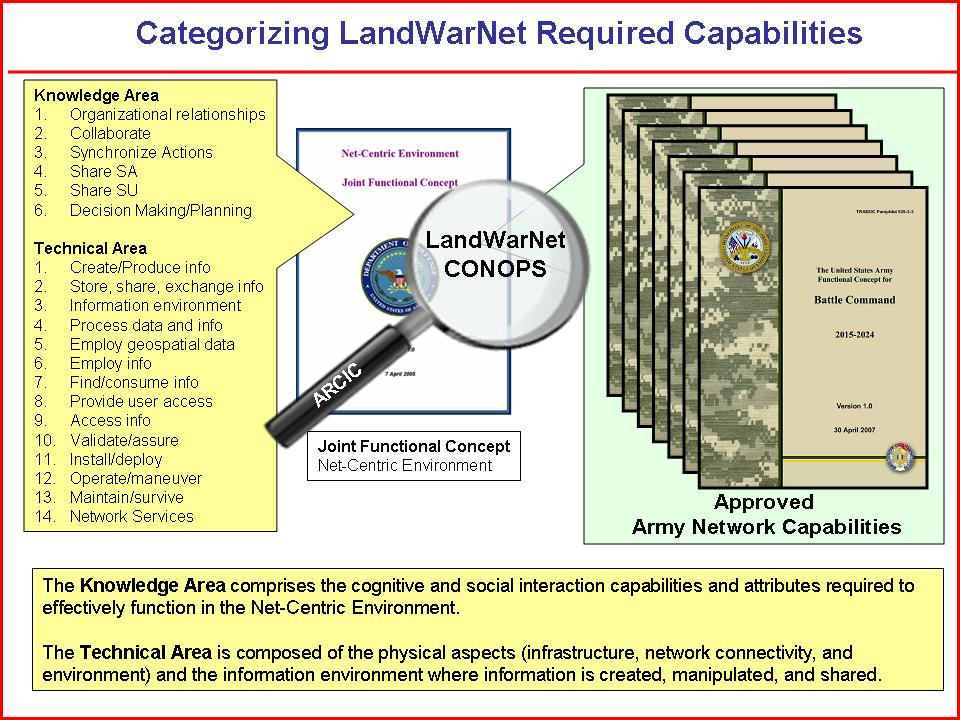 Categorizing LandWarNet Required Capabilities
Knowledge Area
1. Organizational relationships
2. Collaborate
3. Synchronize Actions
4. Share SA
5. Share SU
6. Decision Making/Planning
Technical Area
1. Create/Produce info
2. Store, share, exchange info
3. Information environment
4. Process data and info
5. Employ geospatial data
6. Employ info
7. Find/consume info
8. Provide user access
9. Access info
10. Validate/assure
11. Install/deploy
12. Operate/maneuver
13. Maintain/survive
14. Network Services
Net-Centric Environment
Joint Functional Concept
DEPARTMENT OF
LandWarNet
CONOPS
ARCIC
1.0
7 April 2005
Joint Functional Concept
Net-Centric Environment
TRADOC Pamphlet 525-3-3
The United States Army
Functional Concept for
Battle Command
2015-2024
Version 1.0
30 April 2007
Approved
Army Network Capabilities
The Knowledge Area comprises the cognitive and social interaction capabilities and attributes required to
effectively function in the Net-Centric Environment.
The Technical Area is composed of the physical aspects (infrastructure, network connectivity, and
environment) and the information environment where information is created, manipulated, and shared.